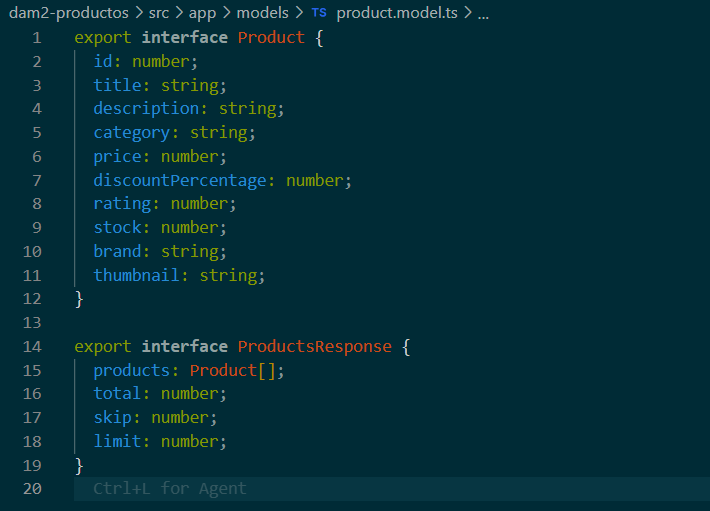 dam2-productos > src > app > models > TS product.model.ts > ...
1 export interface Product {
2 id: number;
3 title: string;
4 description: string;
5 category: string;
6 price: number;
7 discountPercentage: number;
8 rating: number;
9 stock: number;
10 brand: string;
11 thumbnail: string;
12 }
13
14 export interface ProductsResponse {
15 products: Product[];
16 total: number;
17 skip: number;
18 limit: number;
19 }
20 Ctrl+L for Agent